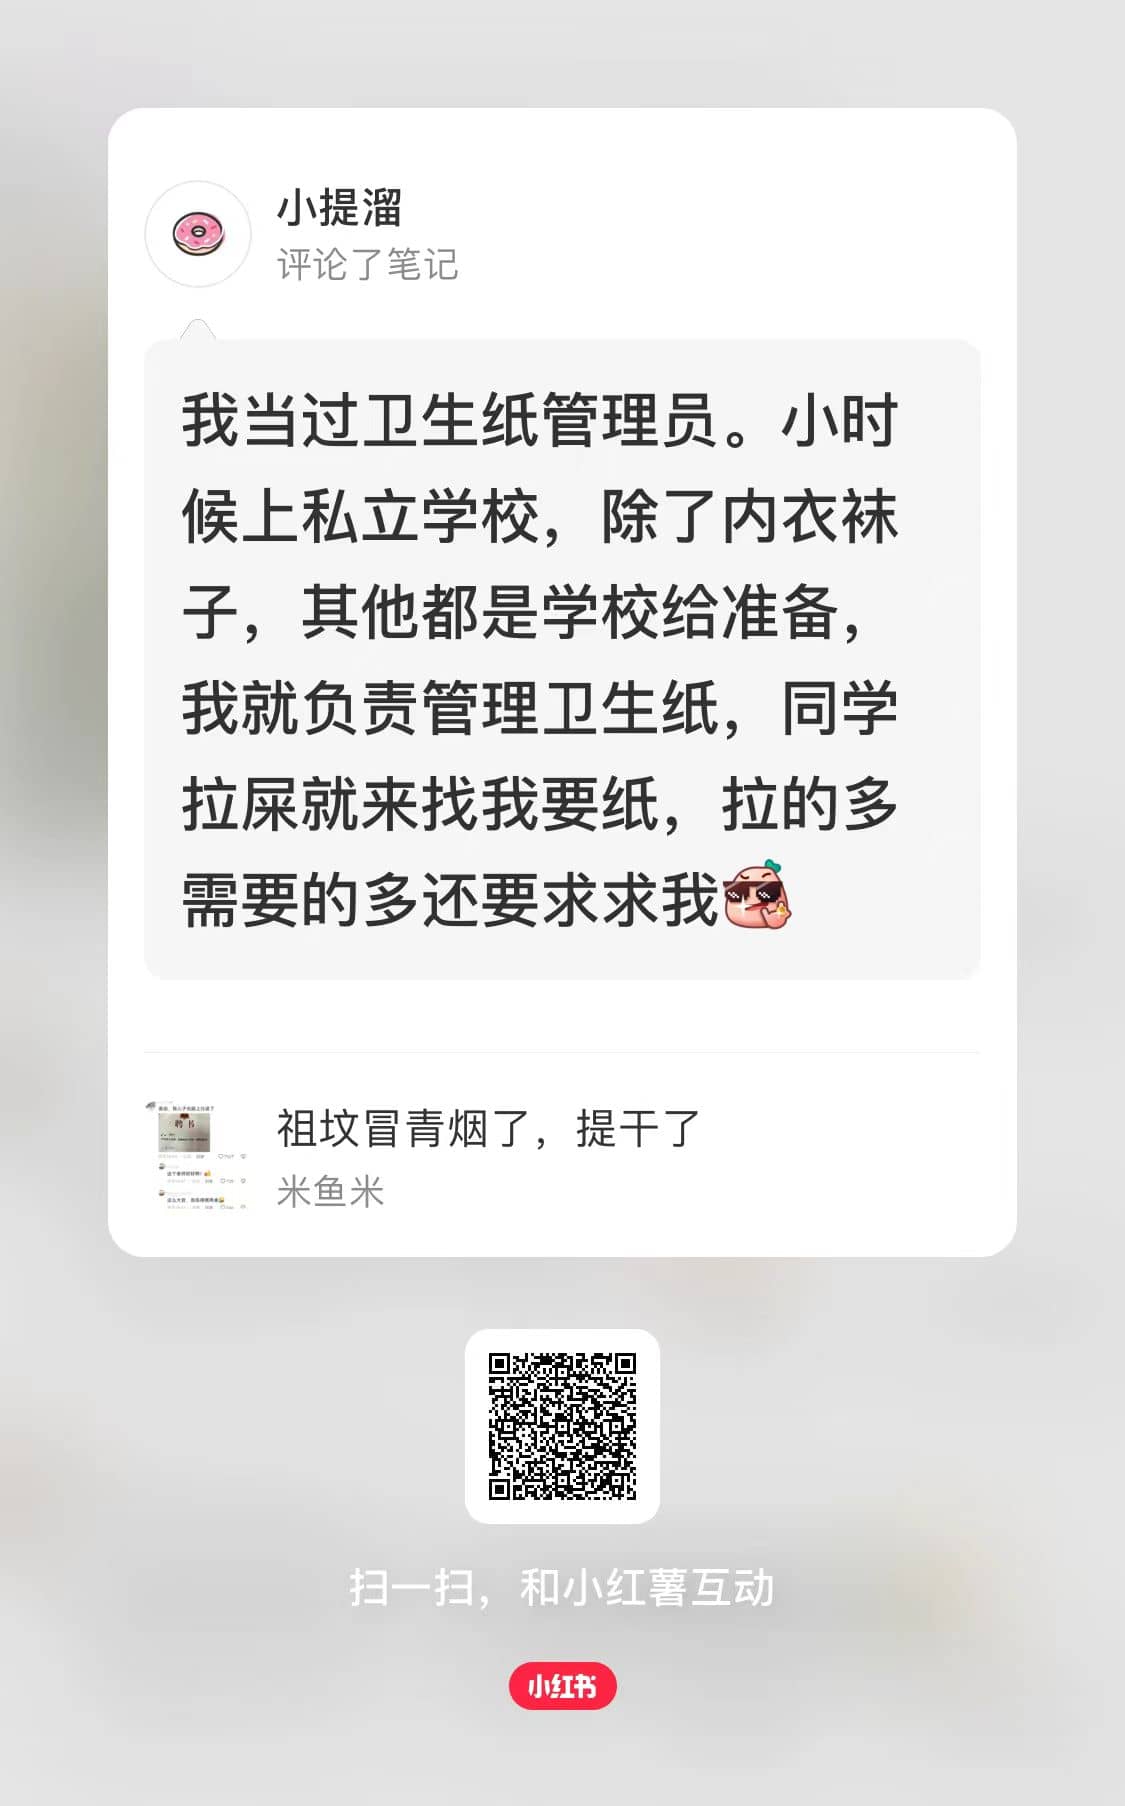 小提溜
评论了笔记
我当过卫生纸管理员。小时
候上私立学校，除了内衣袜
子，其他都是学校给准备，
我就负责管理卫生纸，同学
拉屎就来找我要纸，拉的多
需要的多还要求求我
聘书
祖坟冒青烟了，提干了
米鱼米
扫一扫，和小红薯互动
小红书